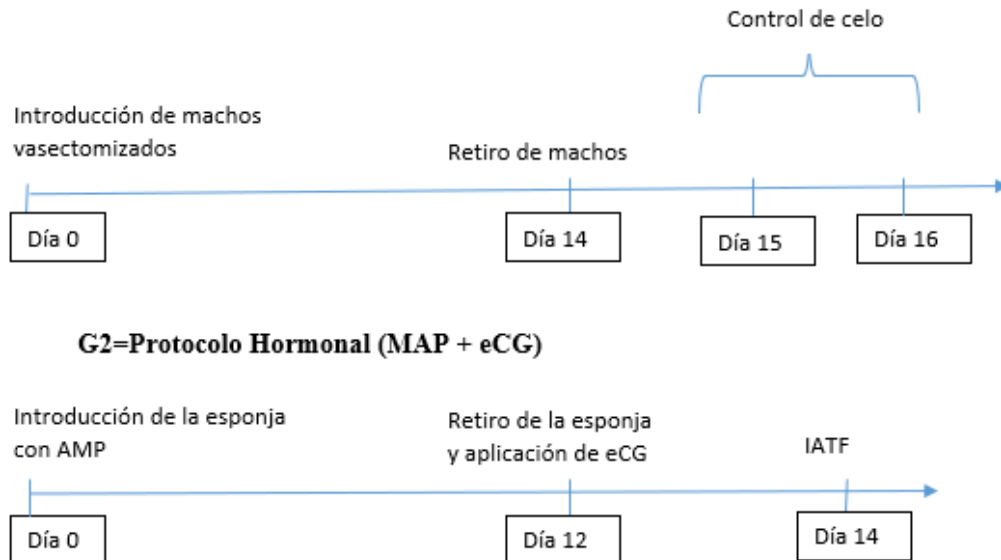 Control de celo
Introducción de machos
vasectomizados
Retiro de machos
Día 0
Día 14
Día 15
Día 16
G2=Protocolo Hormonal (MAP + eCG)
Introducción de la esponja
con AMP
Retiro de la esponja
y aplicación de eCG
IATF
Día 0
Día 12
Día 14